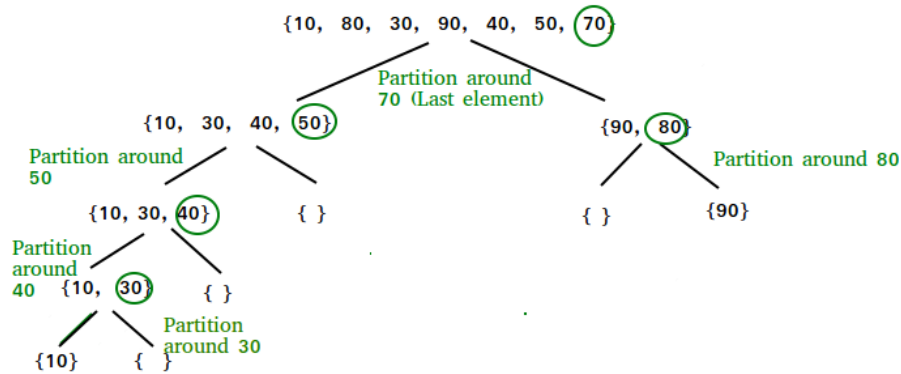 {10, 80, 30, 90, 40, 50, 70}
Partition around
70 (Last element)
{10, 30, 40, 50}
{90, 80}
Partition around
50
Partition around 80
{10, 30, 40}
{ }
{ }
{90}
Partition
around
40
{10, 30}
{ }
Partition
around 30
{10}
{ }